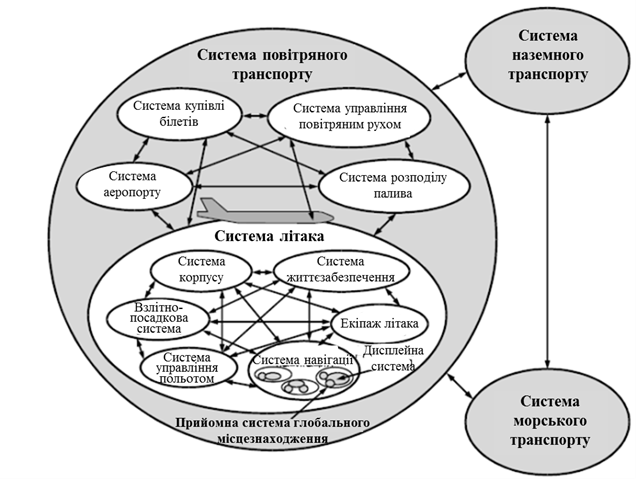 Система
наземного
транспорту
Система повітряного
транспорту
Система купівлі
білетів
Система управління
повітряним рухом
Система
аеропорту
Система розподілу
палива
Система літака
Система
корпусу
Система
життєзабезпечення
Взлітно-
посадкова
система
Екіпаж літака
Система
управління
польотом
Система навігації
Дисплейна
система
Прийомна система глобального
місцезнаходження
Система
морського
транспорту